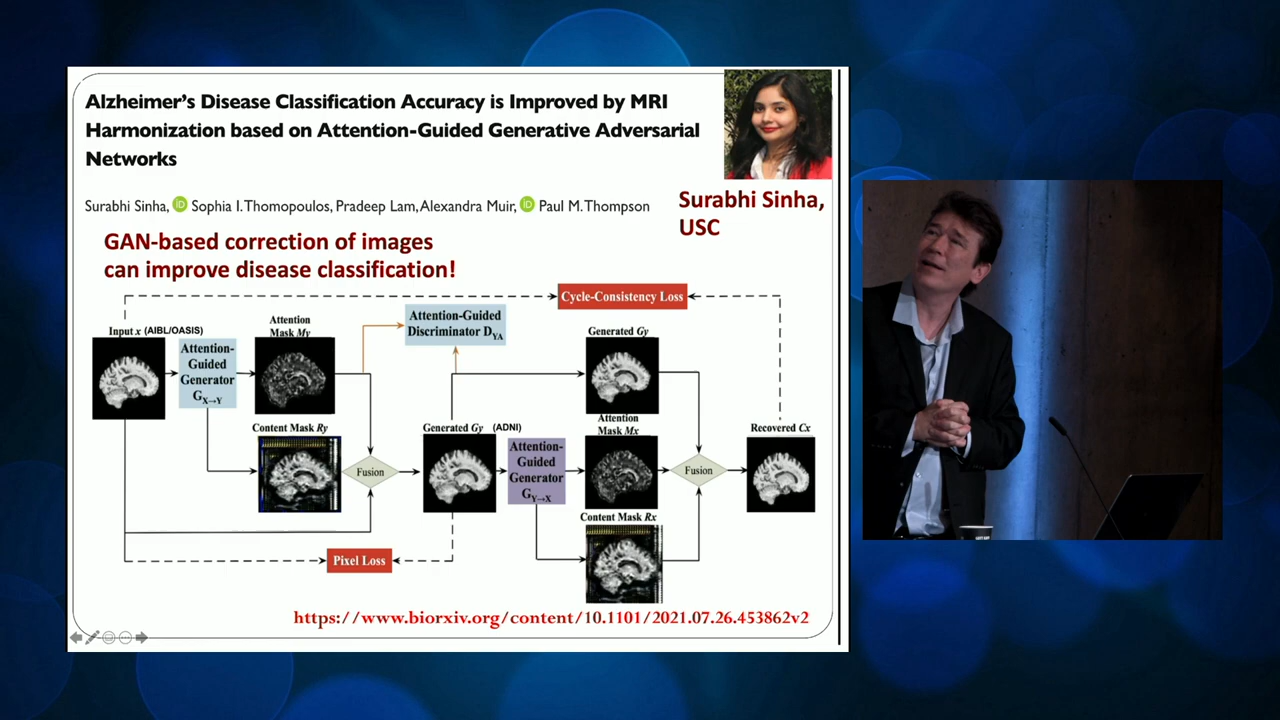 Alzheimer's Disease Classification Accuracy is Improved by MRI
Harmonization based on Attention-Guided Generative Adversarial
Networks
Surabhi Sinha, iD Sophia I. Thomopoulos, Pradeep Lam, Alexandra Muir, iD Paul M. Thompson
Surabhi Sinha,
USC
GAN-based correction of images
can improve disease classification!
Cycle-Consistency Loss
Input x (AIBL/OASIS)
Attention-
Guided
Generator
GX→Y
Attention
Mask My
Attention-Guided
Discriminator DYA
Generated Gy
Content Mask Ry
Fusion
Generated Gy (ADNI)
Attention-
Guided
Generator
GY→X
Attention
Mask Mx
Fusion
Recovered Cx
Content Mask Rx
Pixel Loss
https://www.biorxiv.org/content/10.1101/2021.07.26.453862v2